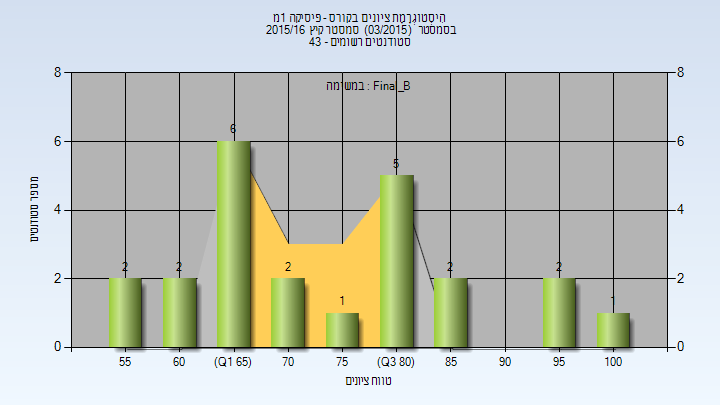 היסטוגרמת ציונים בקורס - פיסיקה 1מ
בסמסטר (03/2015) סמסטר קיץ 2015/16
סטודנטים רשומים - 43
במשימה : Final_B
8 8
6 6
4 4
2 2
0 0
מספר סטודנטים
2 2 6 2 1 5 2 2 1
55 60 (Q1 65) 70 75 (Q3 80) 85 90 95 100
טווח ציונים